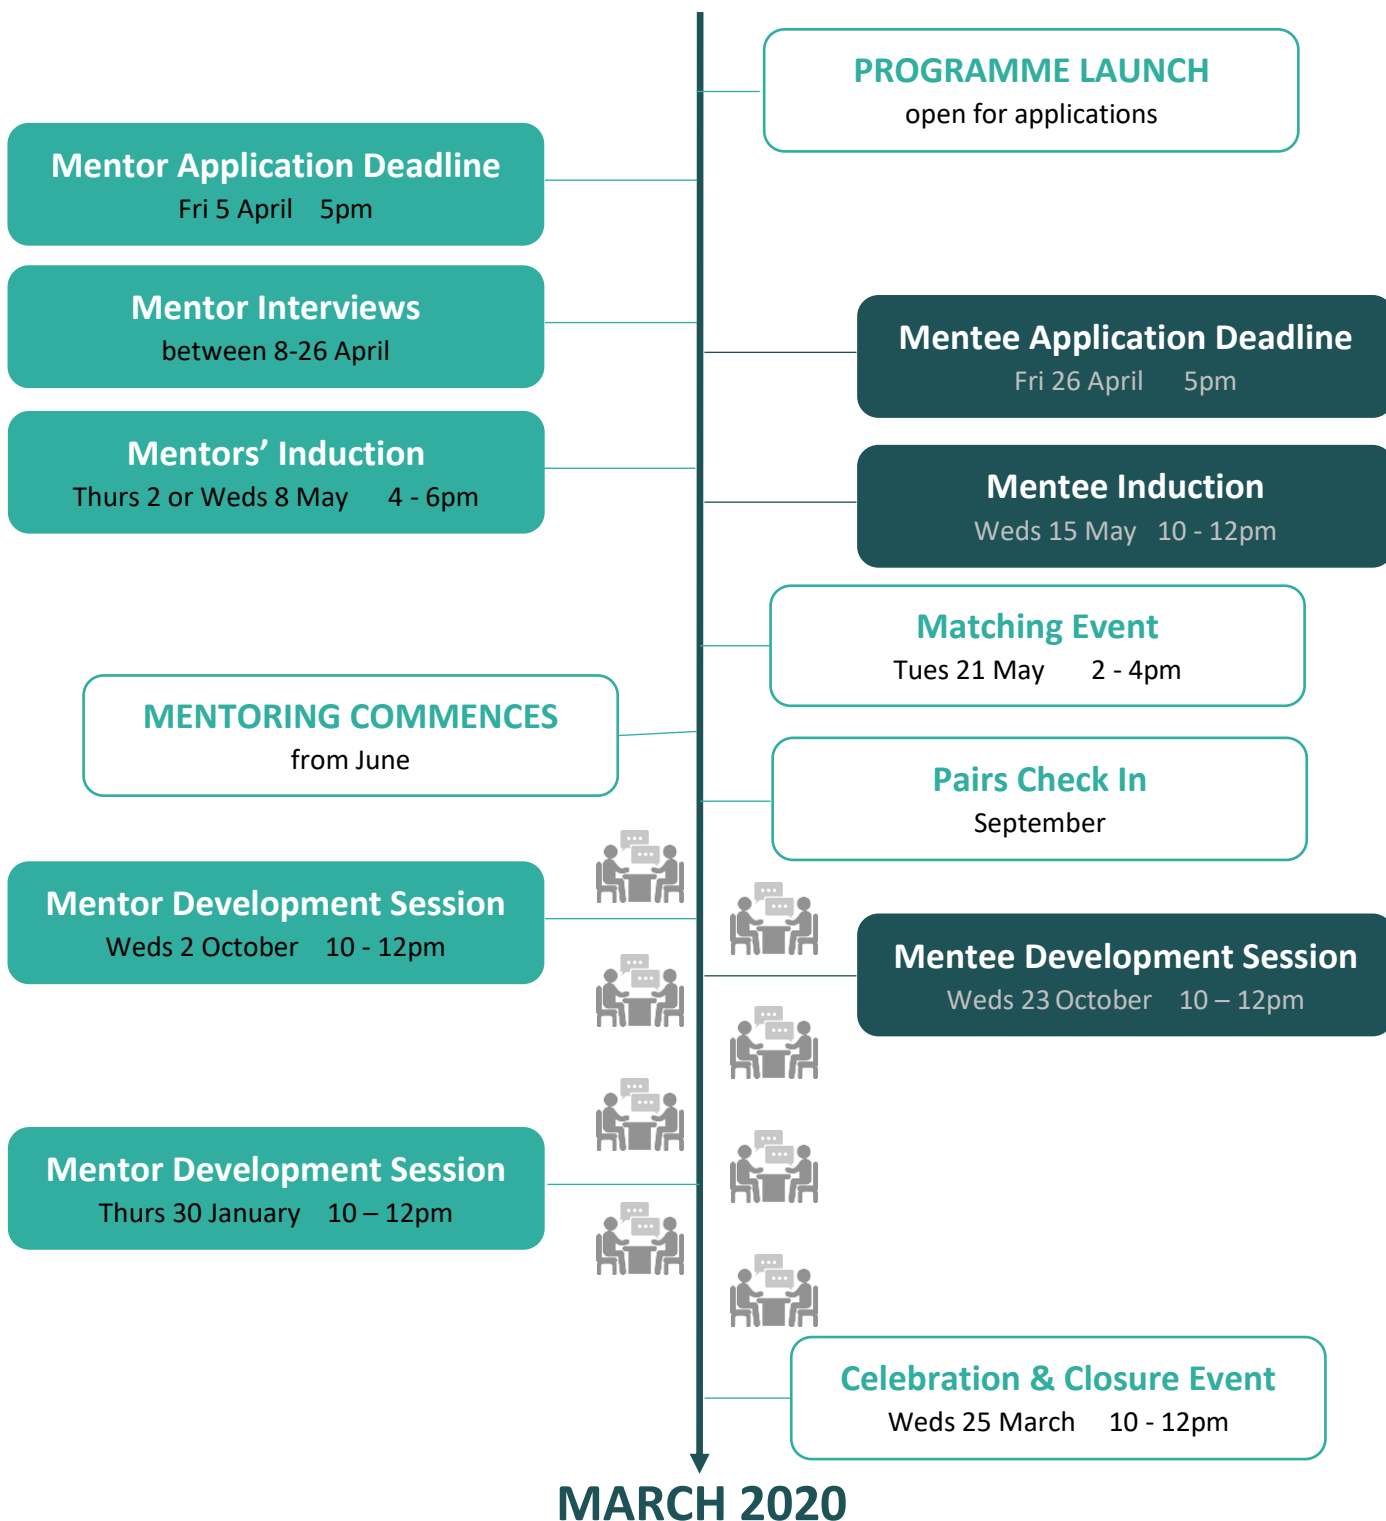 PROGRAMME LAUNCH
open for applications
Mentor Application Deadline
Fri 5 April 5pm
Mentor Interviews
between 8-26 April
Mentee Application Deadline
Fri 26 April 5pm
Mentors’ Induction
Thurs 2 or Weds 8 May 4 - 6pm
Mentee Induction
Weds 15 May 10 - 12pm
Matching Event
Tues 21 May 2 - 4pm
MENTORING COMMENCES
from June
Pairs Check In
September
Mentor Development Session
Weds 2 October 10 - 12pm
Mentee Development Session
Weds 23 October 10 – 12pm
Mentor Development Session
Thurs 30 January 10 – 12pm
Celebration & Closure Event
Weds 25 March 10 - 12pm
MARCH 2020